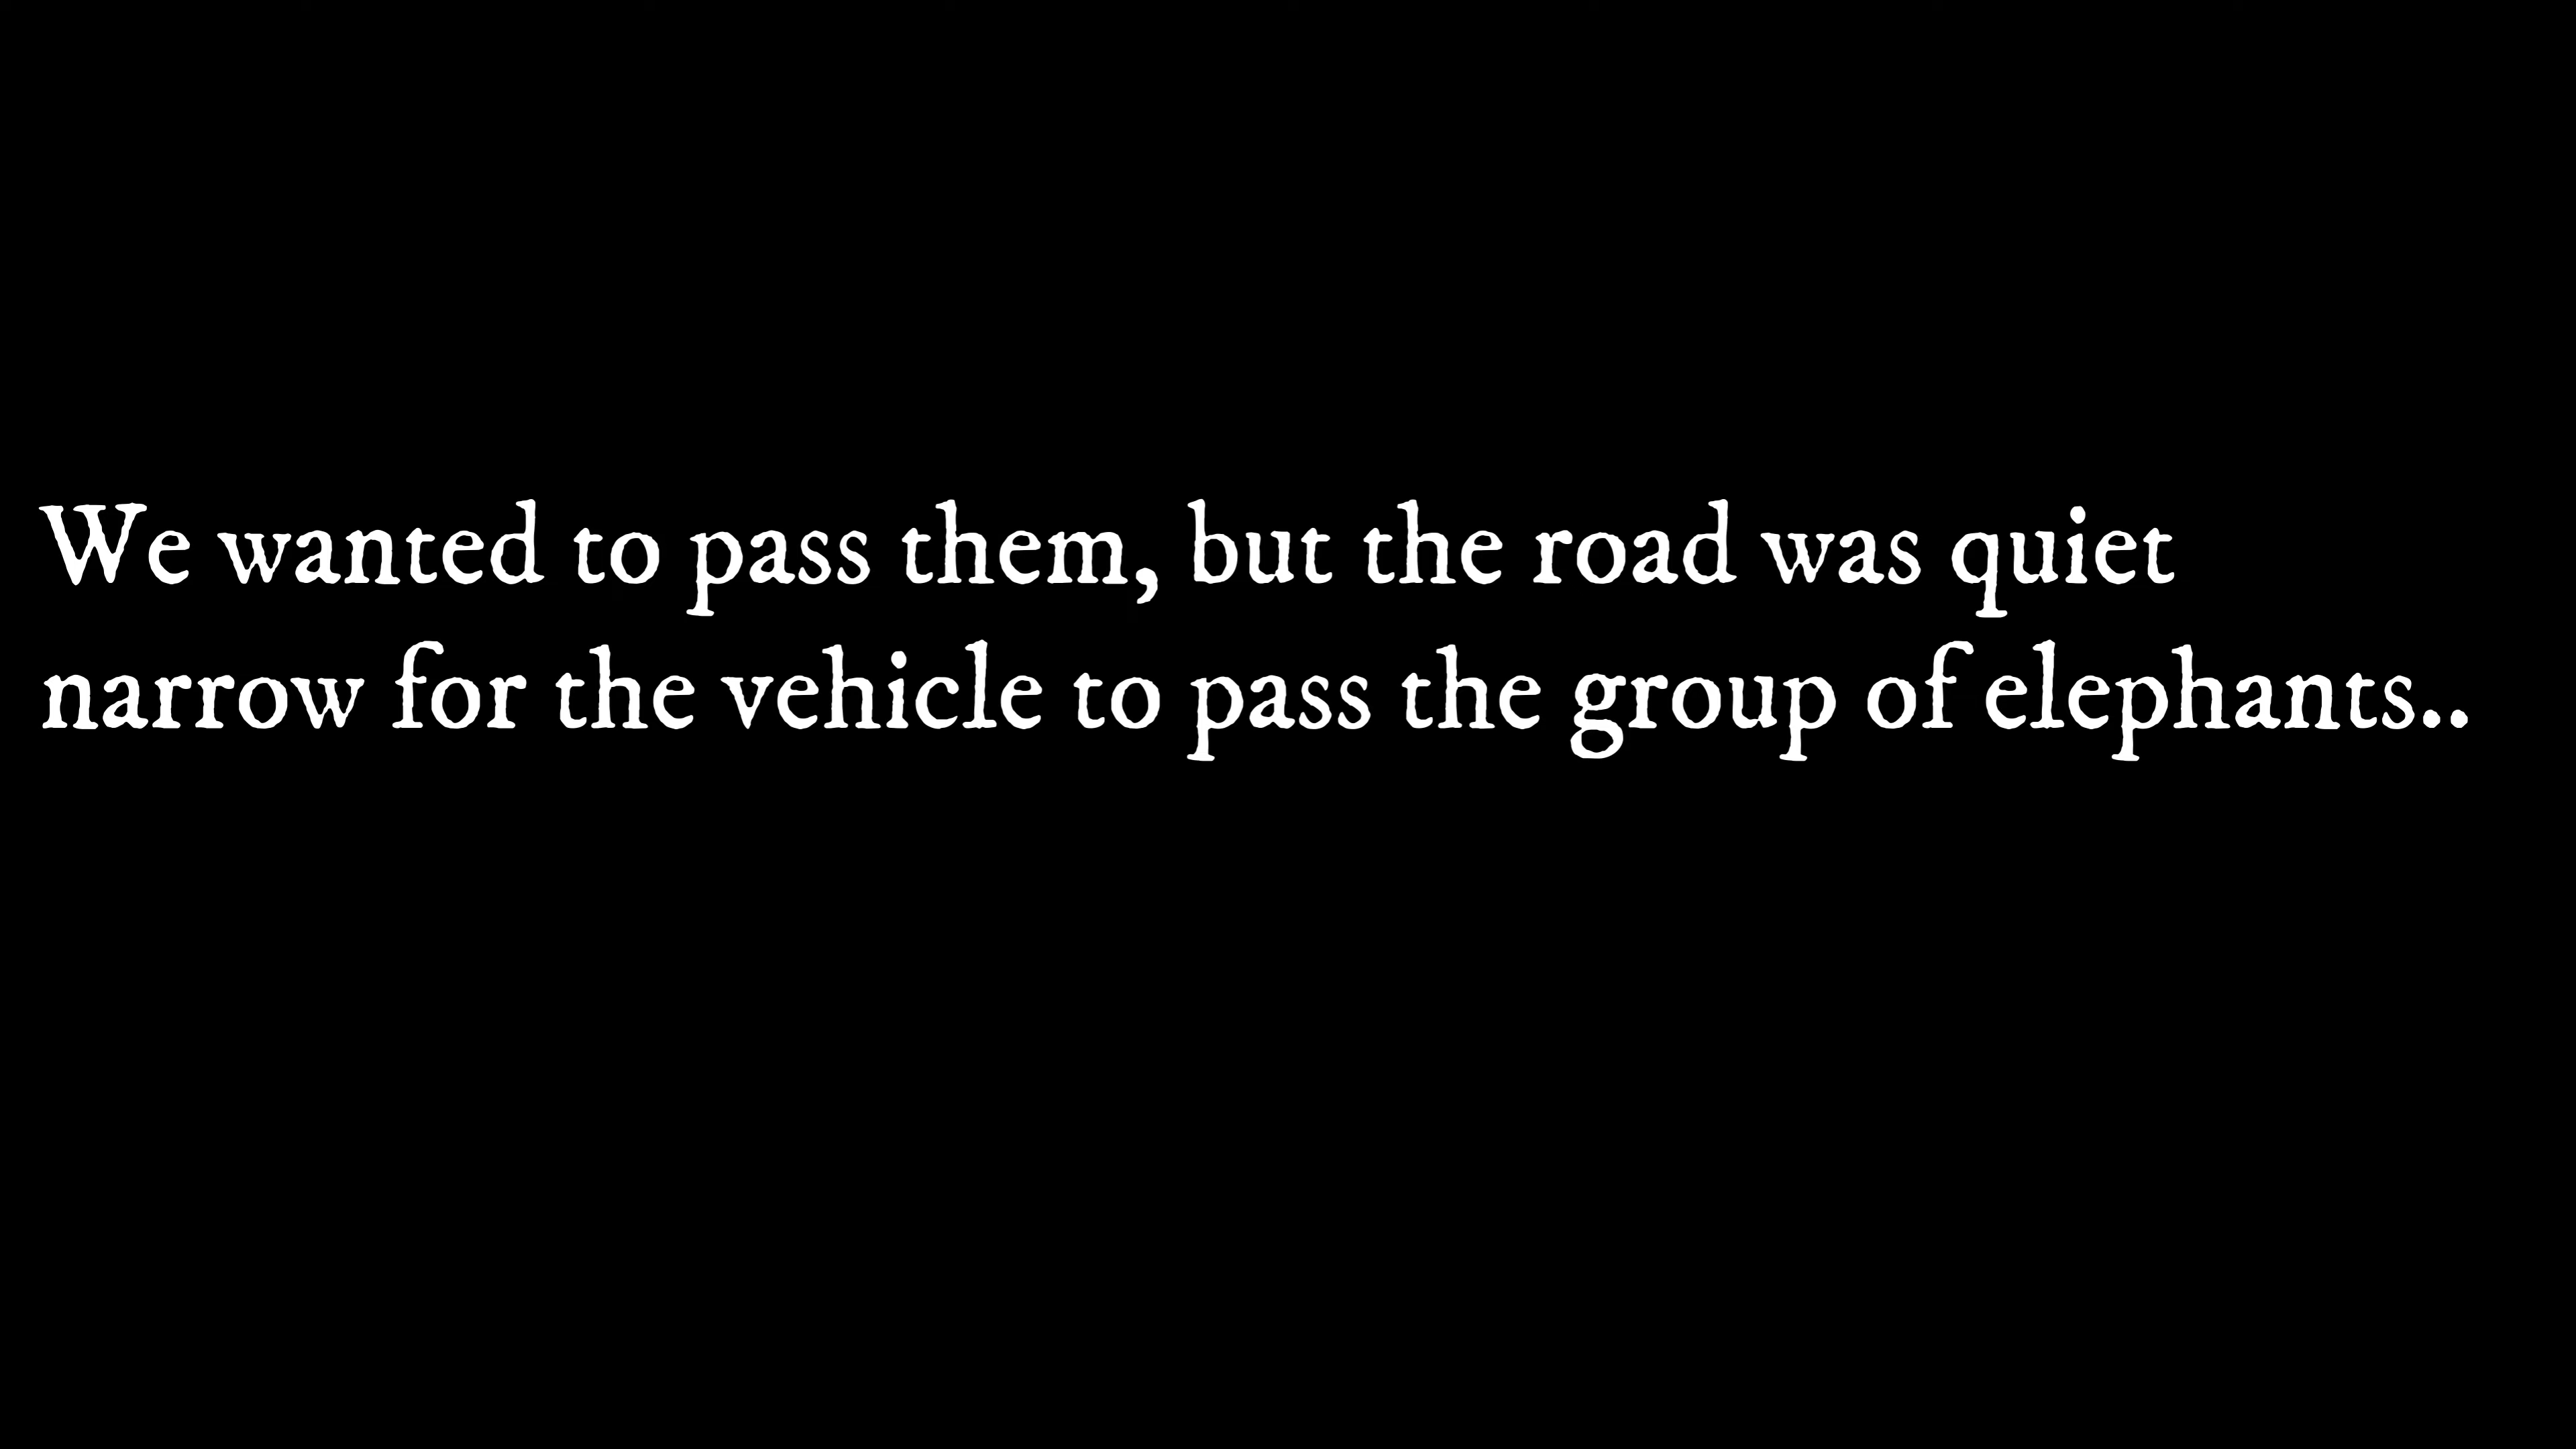 We wanted to pass them, but the road was quiet
narrow for the vehicle to pass the group of elephants..